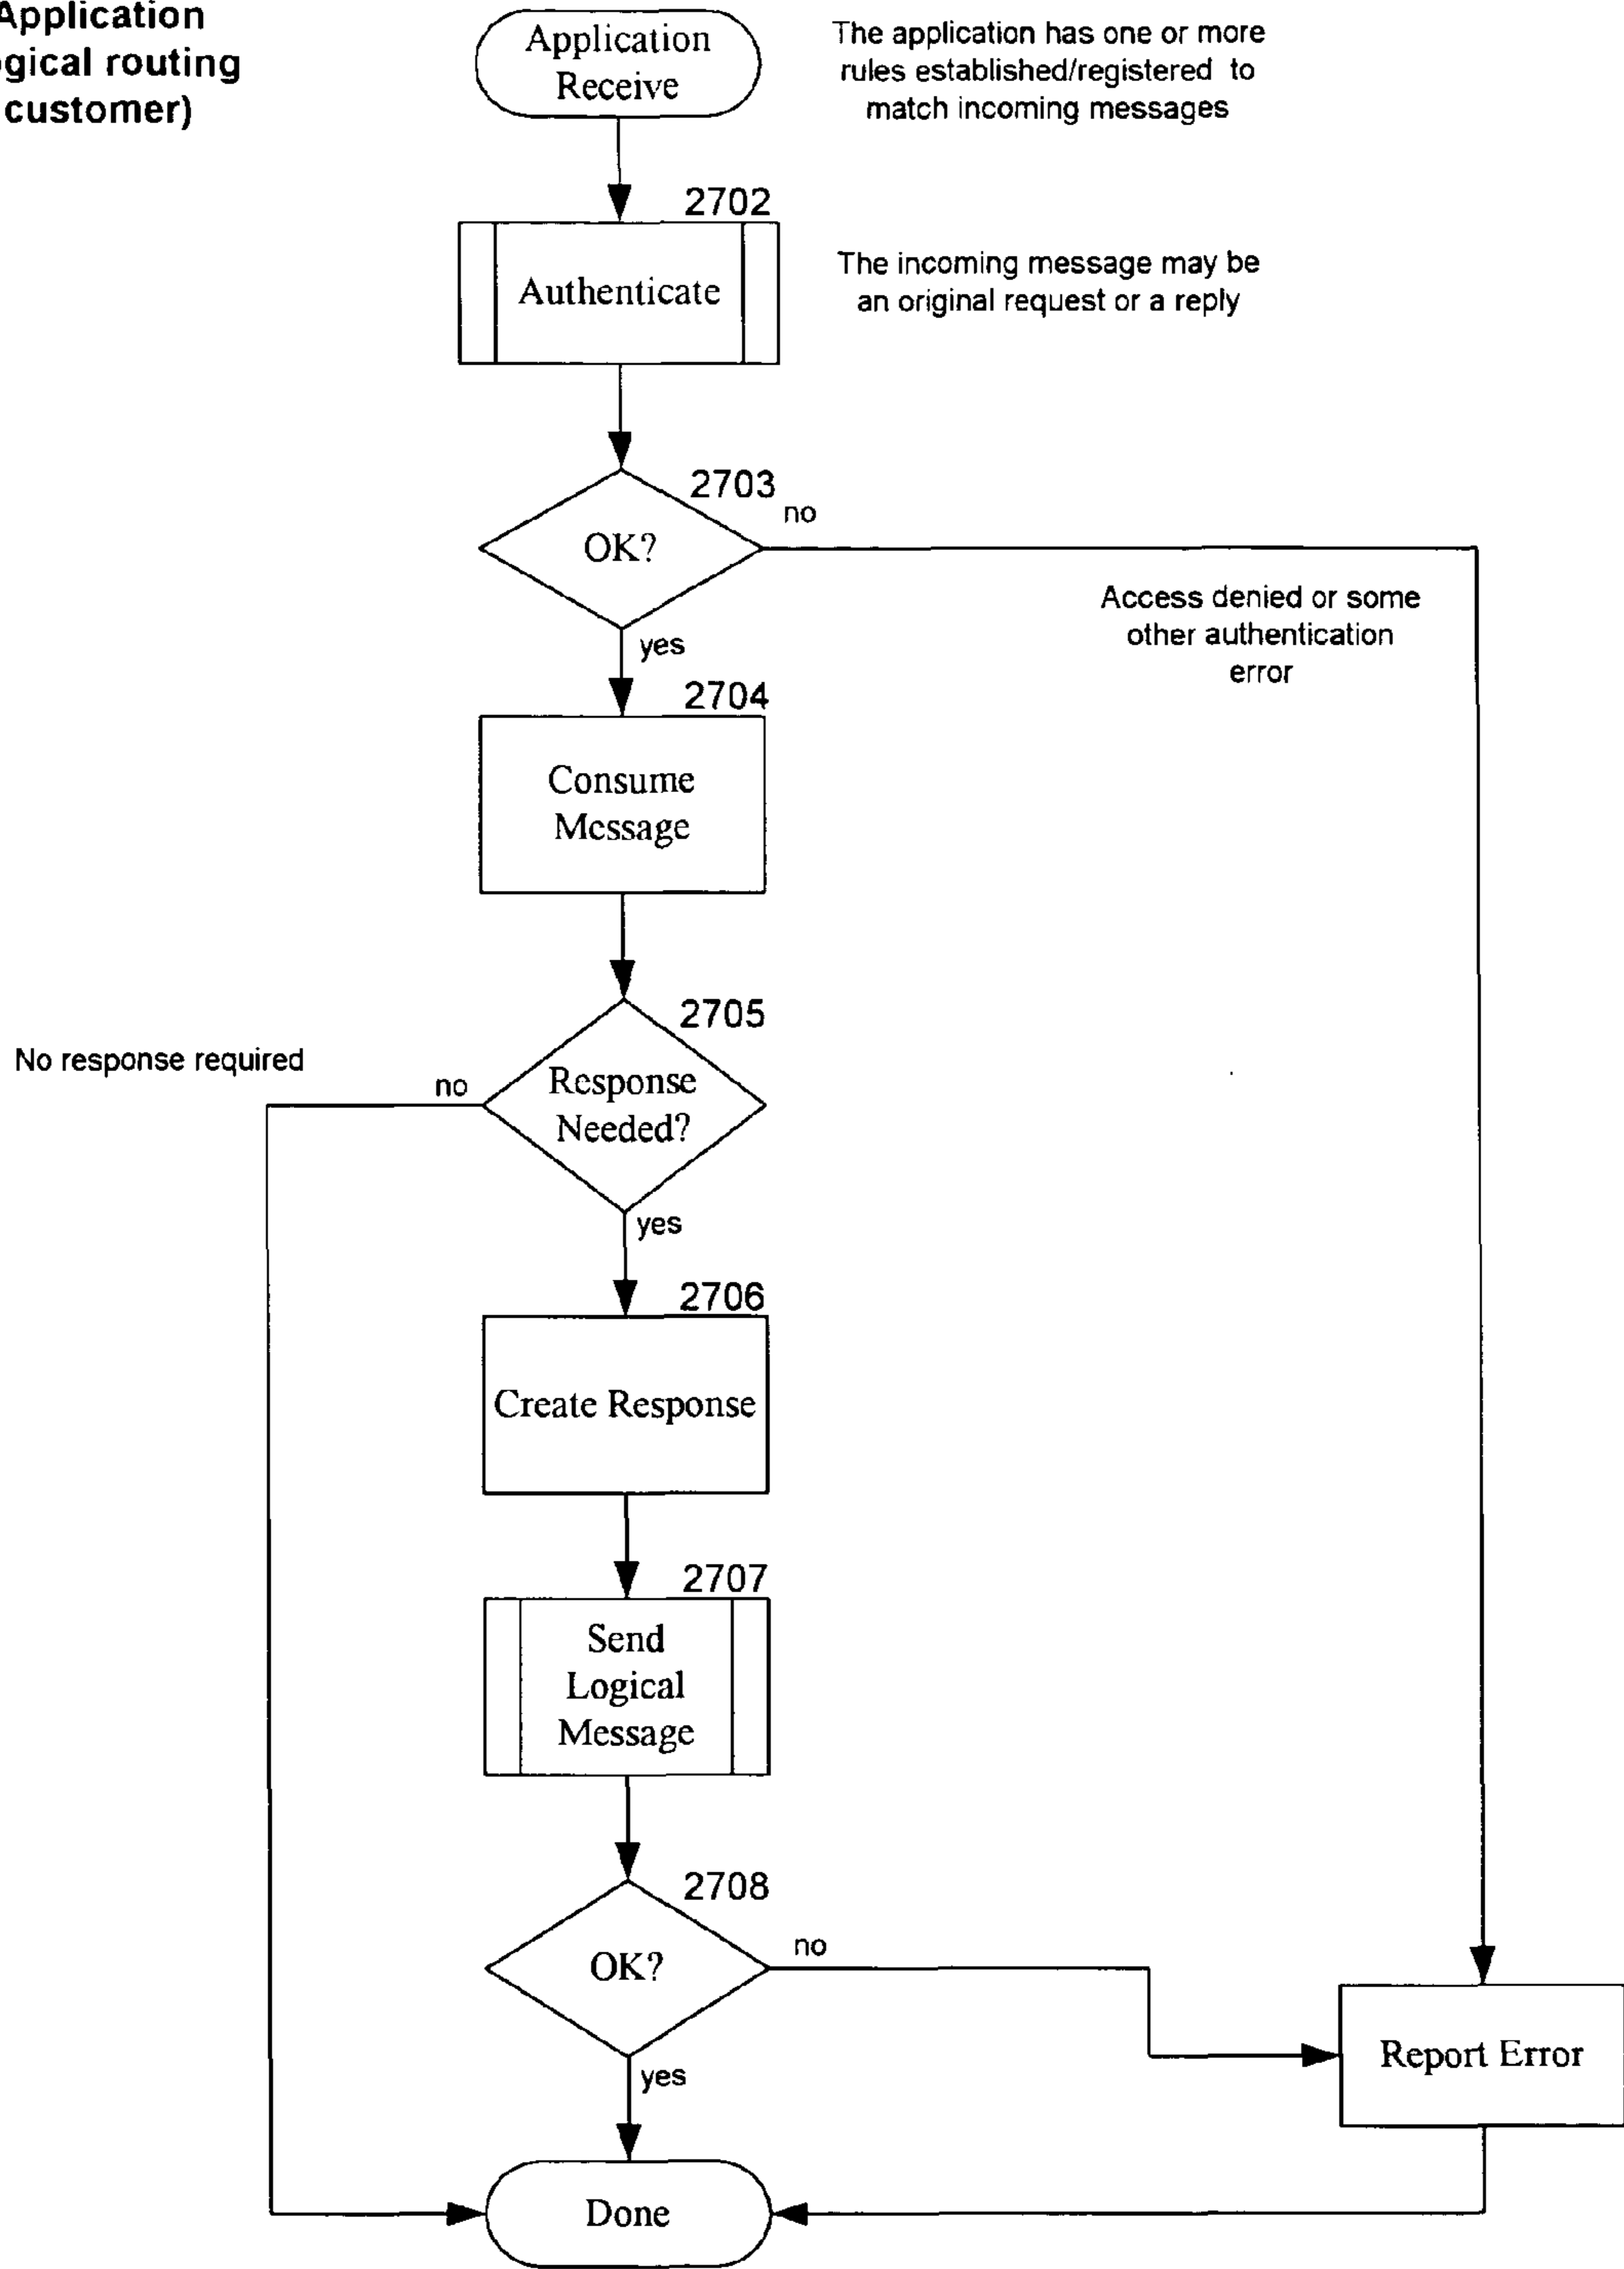 Application
gical routing
customer)
Application
Receive
The application has one or more
rules established/registered to
match incoming messages
2702
Authenticate
The incoming message may be
an original request or a reply
2703
OK?
no
Access denied or some
other authentication
error
yes
2704
Consume
Message
2705
No response required
no
Response
Needed?
yes
2706
Create Response
2707
Send
Logical
Message
2708
OK?
no
Report Error
yes
Done